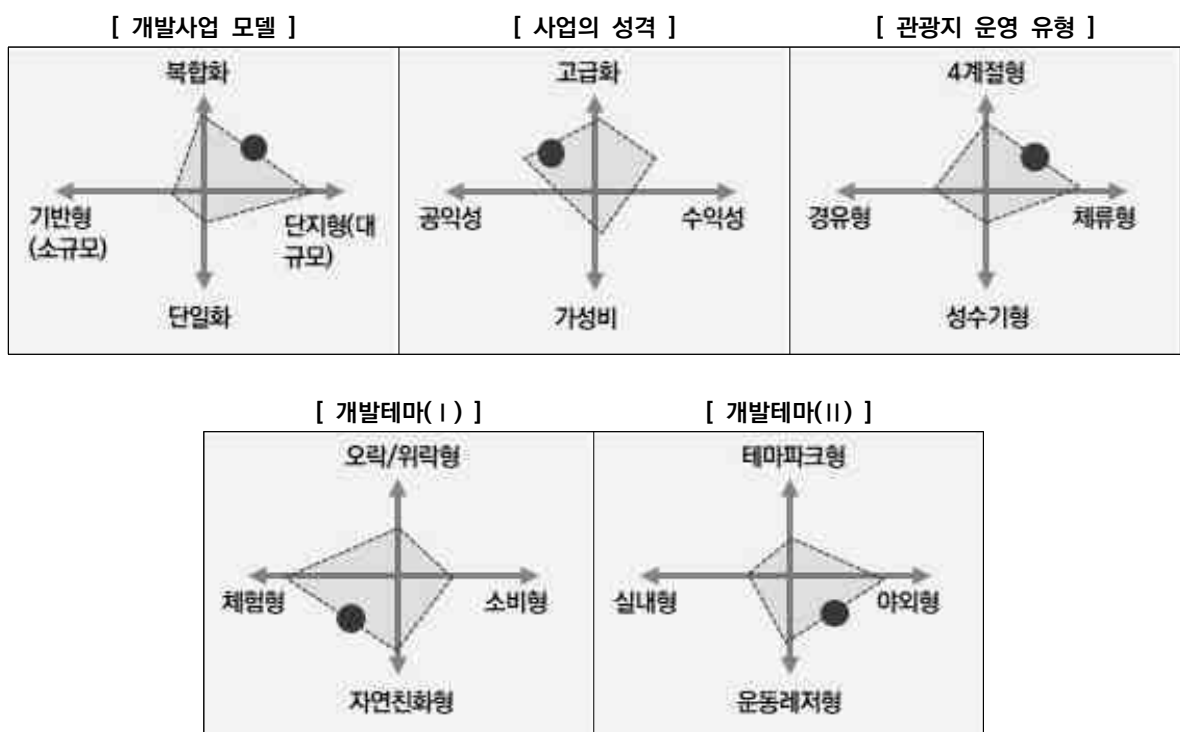 [ 개발사업 모델 ]
[ 사업의 성격 ]
[ 관광지 운영 유형 ]
복합화
기반형
(소규모)
단지형(대
규모)
단일화
고급화
공익성
수익성
가성비
4계절형
경유형
체류형
성수기형
[ 개발테마(Ⅰ) ]
[ 개발테마(II) ]
오락/위락형
체험형
소비형
자연친화형
테마파크형
실내형
야외형
운동레저형